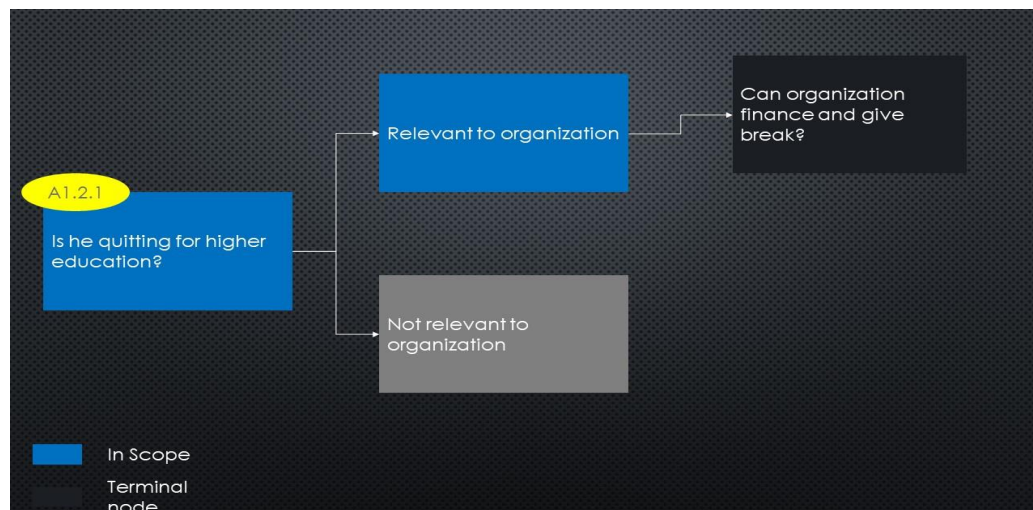 A1.2.1
Is he quitting for higher
education?
Relevant to organization
Not relevant to
organization
Can organization
finance and give
break?
In Scope
Terminal
node